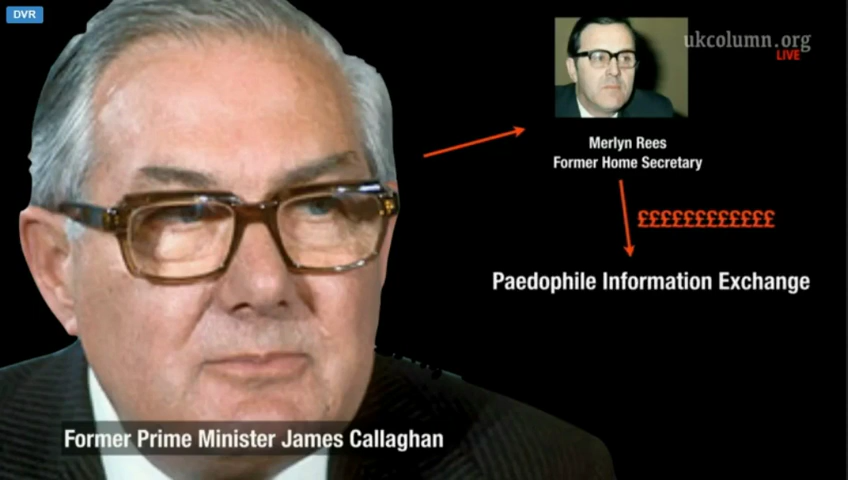 DVR
ukcolumn.org
LIVE
Merlyn Rees
Former Home Secretary
££££££££££££
Paedophile Information Exchange
Former Prime Minister James Callaghan